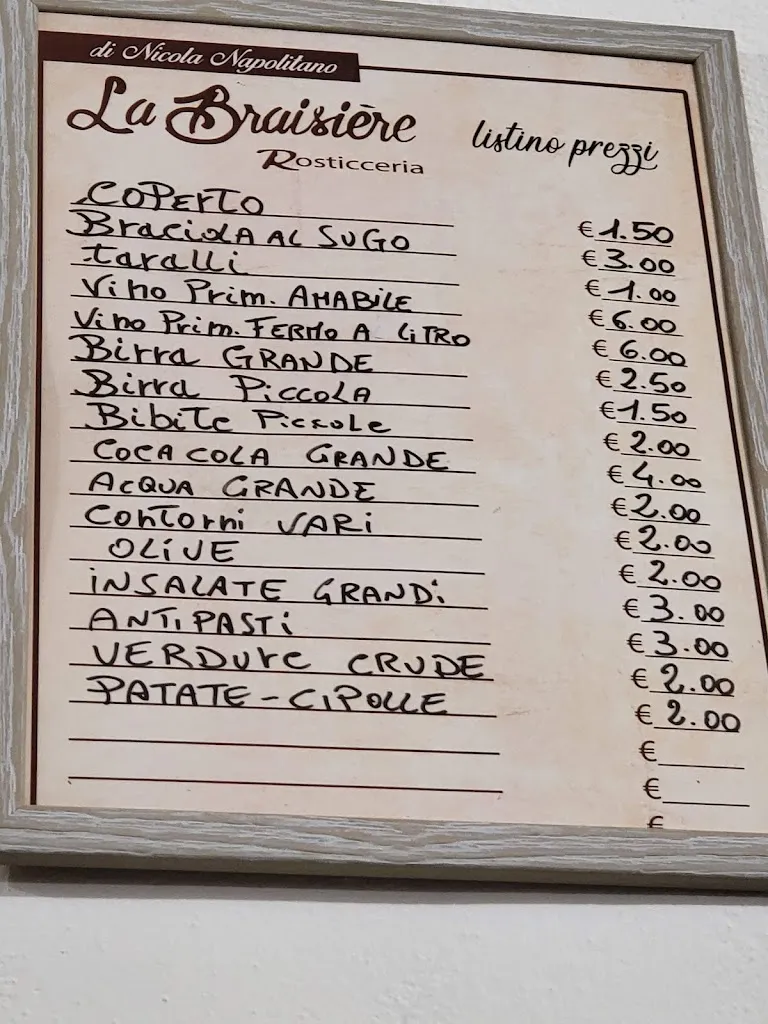 di Nicola Napolitano
La Braisière
Rosticceria
listino prezzi
COPERTO € 1.50
Braciola AL SUGO € 3.00
taralli € 1.00
Vino Prim. AMABILE € 6.00
Vino Prim. FERMO A LITRO € 6.00
Birra GRANDE € 2.50
Birra PiccoLA € 1.50
Bibite Piccole € 2.00
COCA COLA GRANDE € 4.00
ACQUA GRANDE € 2.00
Contorni VARi € 2.00
OLIVE € 2.00
iNSALATE GRANDi € 3.00
ANTIPASTi € 3.00
VERDUre CRUDE € 2.00
PATATE-CIPOLLE € 2.00
€
€
€